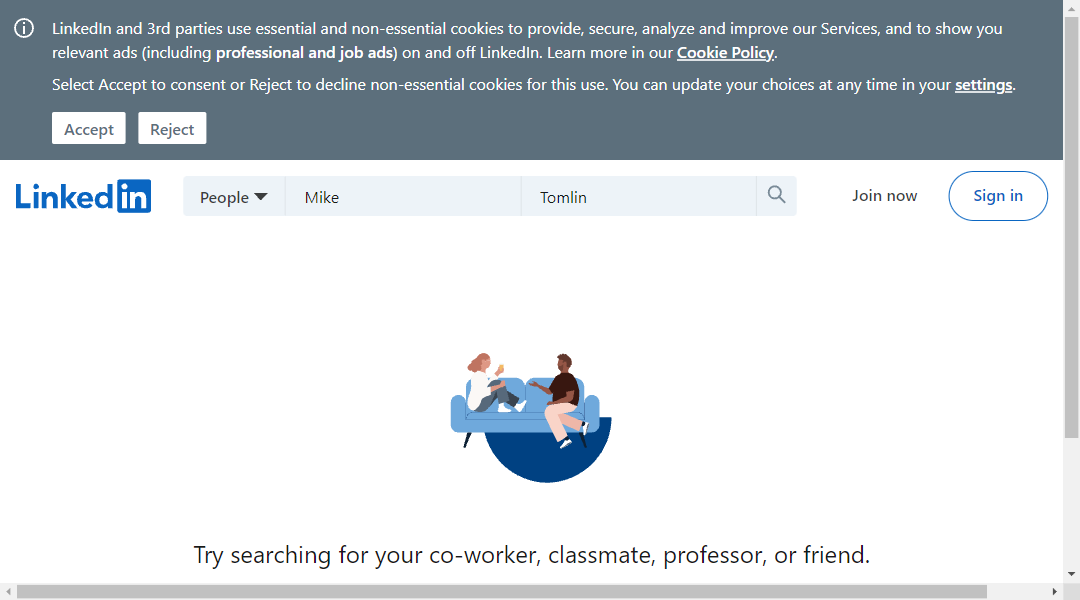 LinkedIn and 3rd parties use essential and non-essential cookies to provide, secure, analyze and improve our Services, and to show you
relevant ads (including professional and job ads) on and off LinkedIn. Learn more in our Cookie Policy.
Select Accept to consent or Reject to decline non-essential cookies for this use. You can update your choices at any time in your settings.
Accept Reject
LinkedIn People Mike Tomlin Join now Sign in
Try searching for your co-worker, classmate, professor, or friend.